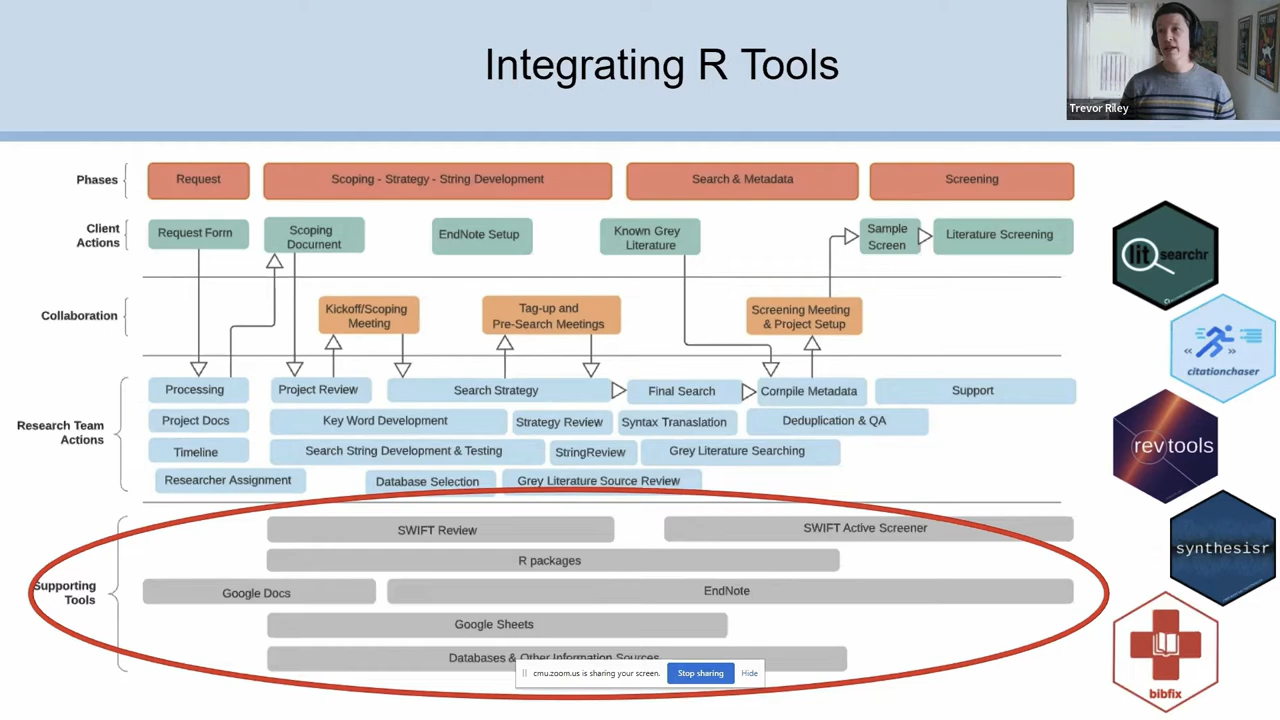 Integrating R Tools
Trevor Riley
Phases
Request
Scoping - Strategy - String Development
Search & Metadata
Screening
Client
Actions
Request Form
Scoping
Document
EndNote Setup
Known Grey
Literature
Sample
Screen
Literature Screening
Collaboration
Kickoff/Scoping
Meeting
Tag-up and
Pre-Search Meetings
Screening Meeting
& Project Setup
Research Team
Actions
Processing
Project Review
Search Strategy
Final Search
Compile Metadata
Support
Project Docs
Key Word Development
Strategy Review
Syntax Translation
Deduplication & QA
Timeline
Search String Development & Testing
StringReview
Grey Literature Searching
Researcher Assignment
Database Selection
Grey Literature Source Review
Supporting
Tools
SWIFT Review
SWIFT Active Screener
R packages
Google Docs
EndNote
Google Sheets
Databases & Other Information Sources
cmu.zoom.us is sharing your screen.
Stop sharing
Hide
litsearchr
citationchaser
revtools
synthesisr
bibfix